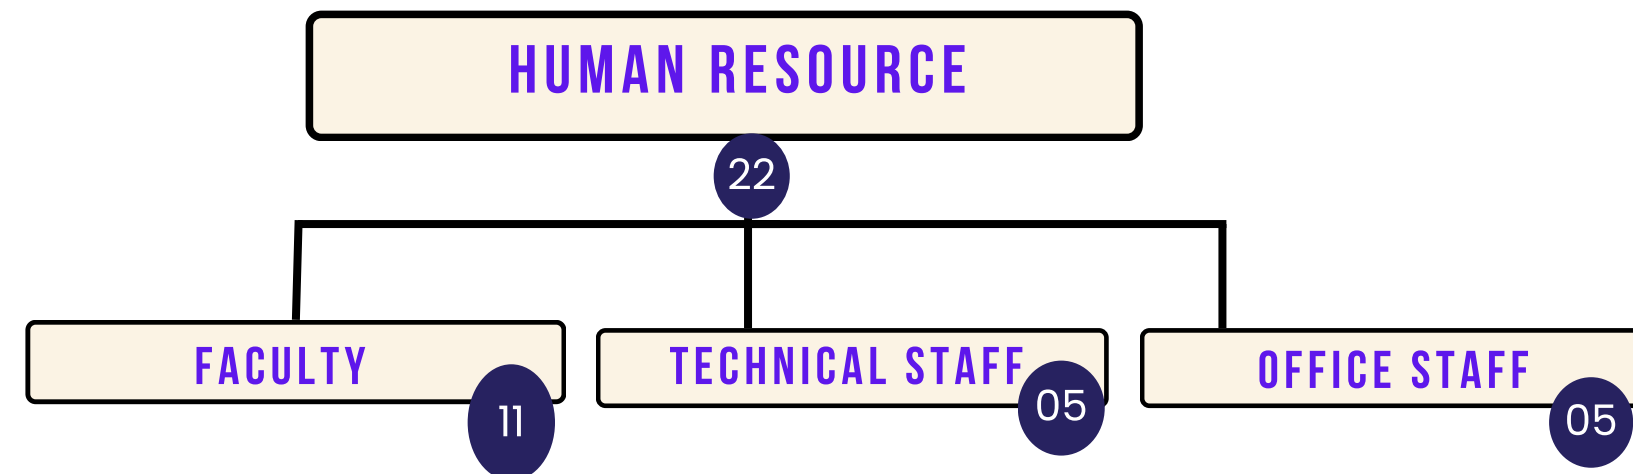 HUMAN RESOURCE
22
FACULTY
11
TECHNICAL STAFF
05
OFFICE STAFF
05